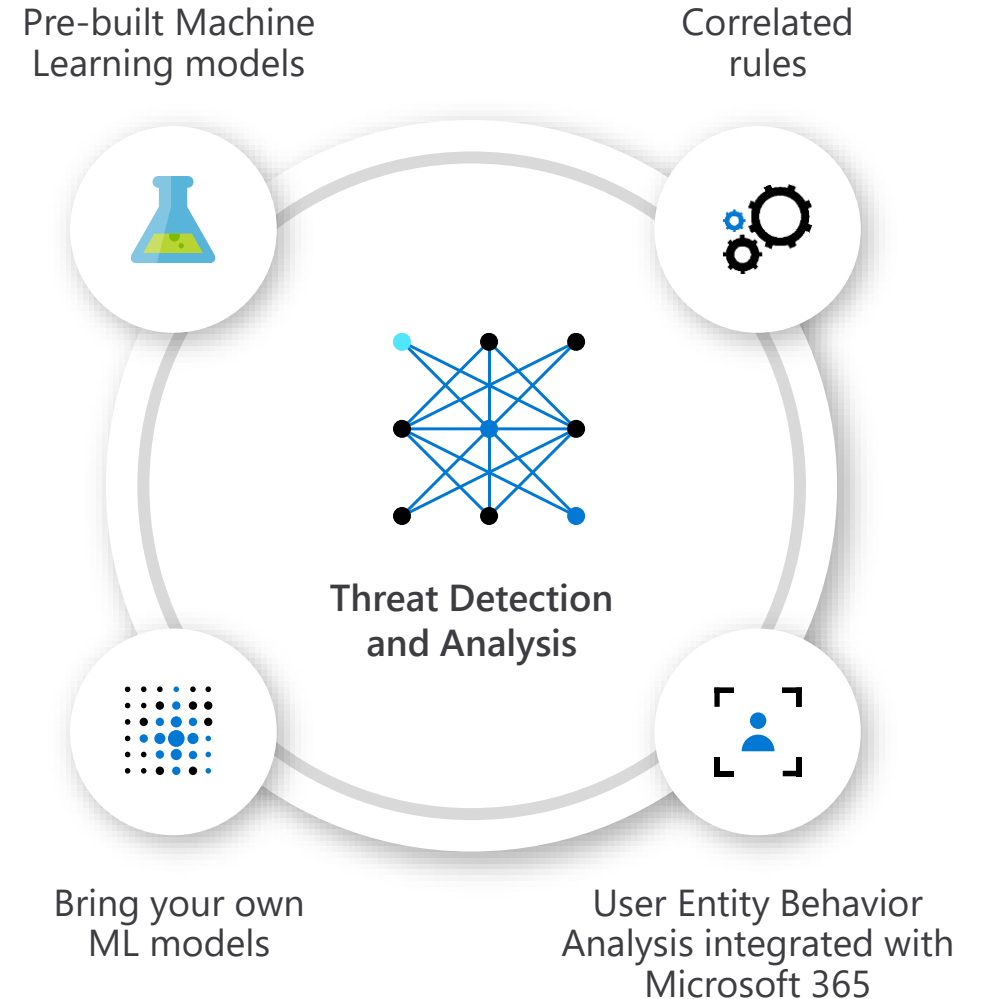 Pre-built Machine
Learning models
Correlated
rules
Threat Detection
and Analysis
Bring your own
ML models
User Entity Behavior
Analysis integrated with
Microsoft 365